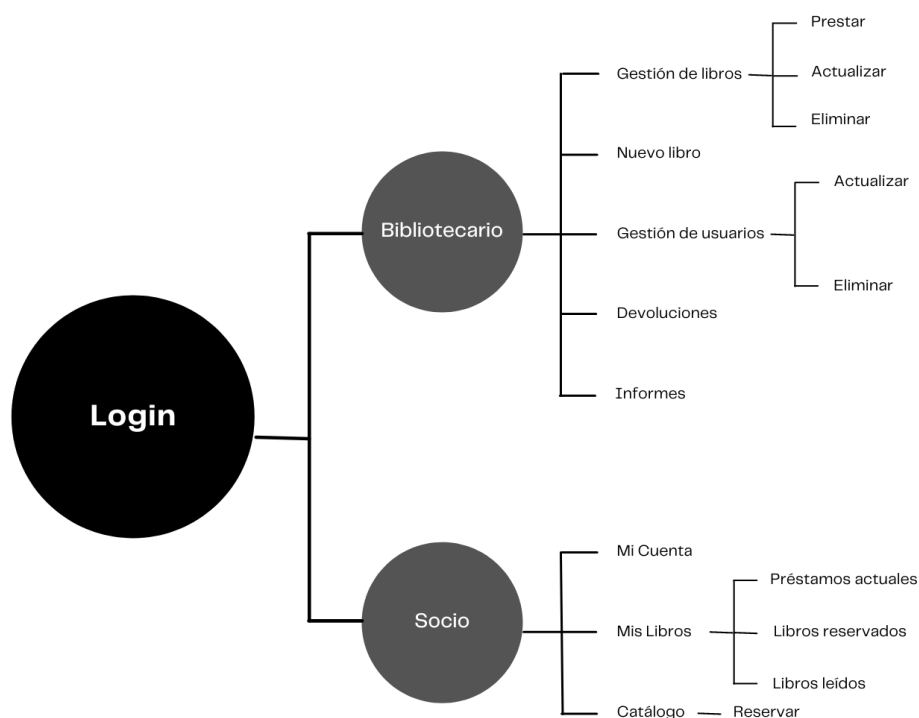 Login
Bibliotecario
Gestión de libros
Prestar
Actualizar
Eliminar
Nuevo libro
Gestión de usuarios
Actualizar
Eliminar
Devoluciones
Informes
Socio
Mi Cuenta
Mis Libros
Préstamos actuales
Libros reservados
Libros leídos
Catálogo
Reservar